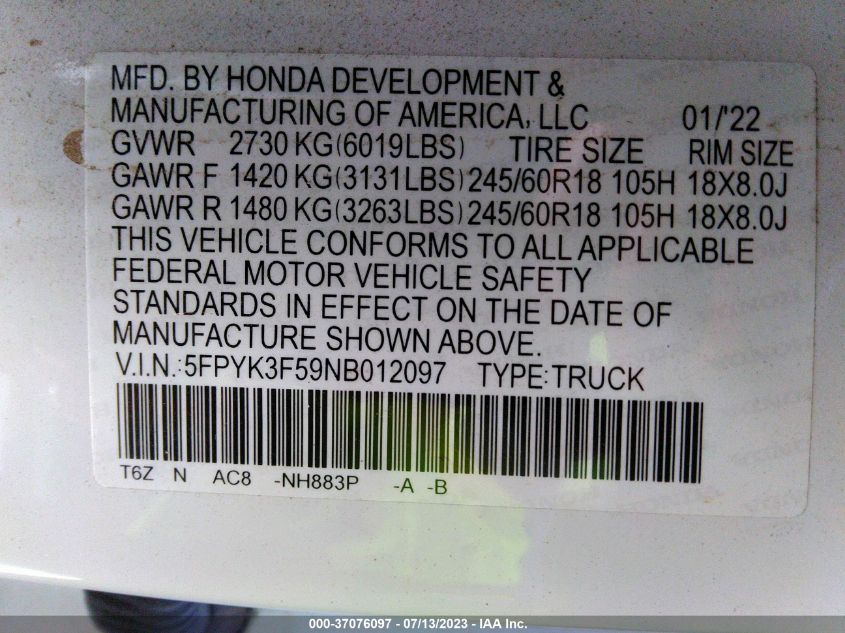 MFD. BY HONDA DEVELOPMENT &
MANUFACTURING OF AMERICA, LLC 01/'22
GVWR 2730 KG(6019LBS) TIRE SIZE RIM SIZE
GAWR F 1420 KG(3131LBS) 245/60R18 105H 18X8.0J
GAWR R 1480 KG(3263LBS) 245/60R18 105H 18X8.0J
THIS VEHICLE CONFORMS TO ALL APPLICABLE
FEDERAL MOTOR VEHICLE SAFETY
STANDARDS IN EFFECT ON THE DATE OF
MANUFACTURE SHOWN ABOVE.
V.I.N.:5FPYK3F59NB012097 TYPE:TRUCK
T6Z N AC8 -NH883P -A -B
000-37076097 - 07/13/2023 - IAA Inc.